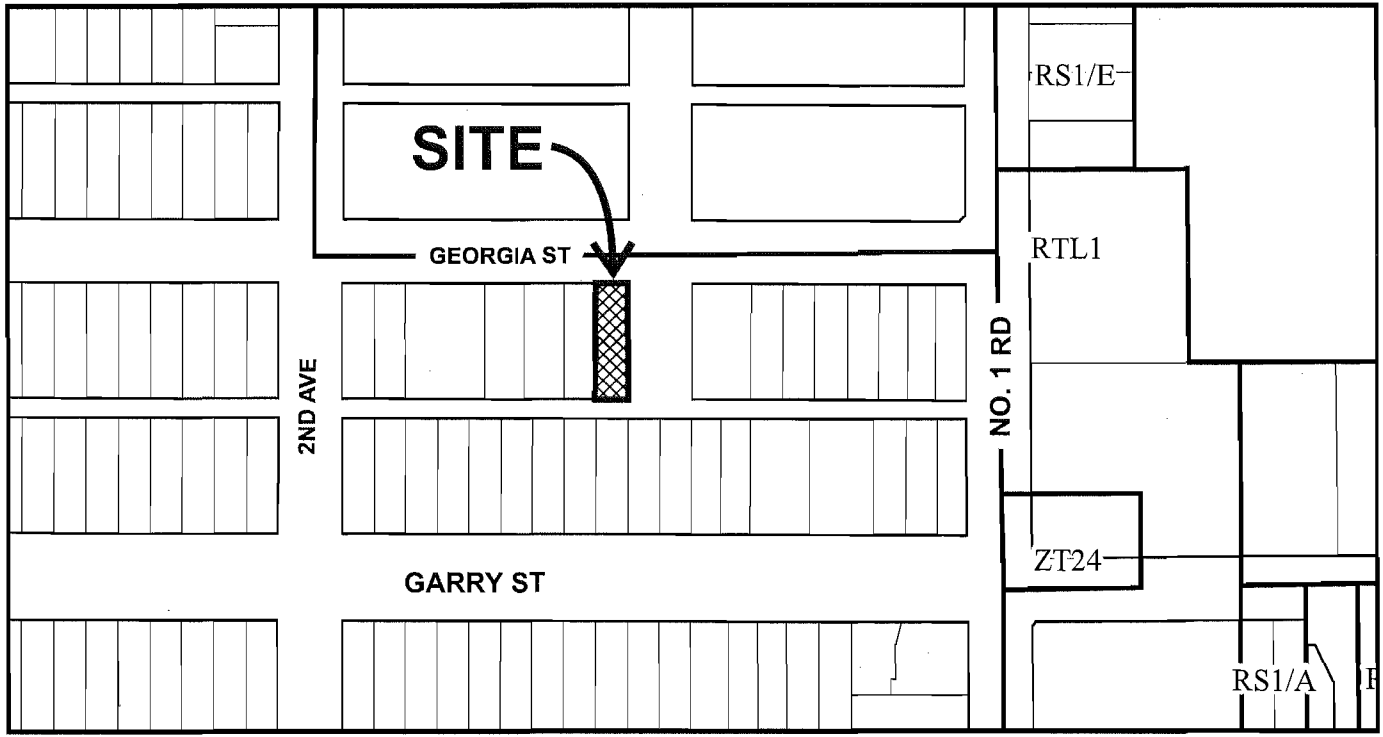 RS1/E
SITE
GEORGIA ST
RTL1
NO. 1 RD
2ND AVE
ZT24
GARRY ST
RS1/A